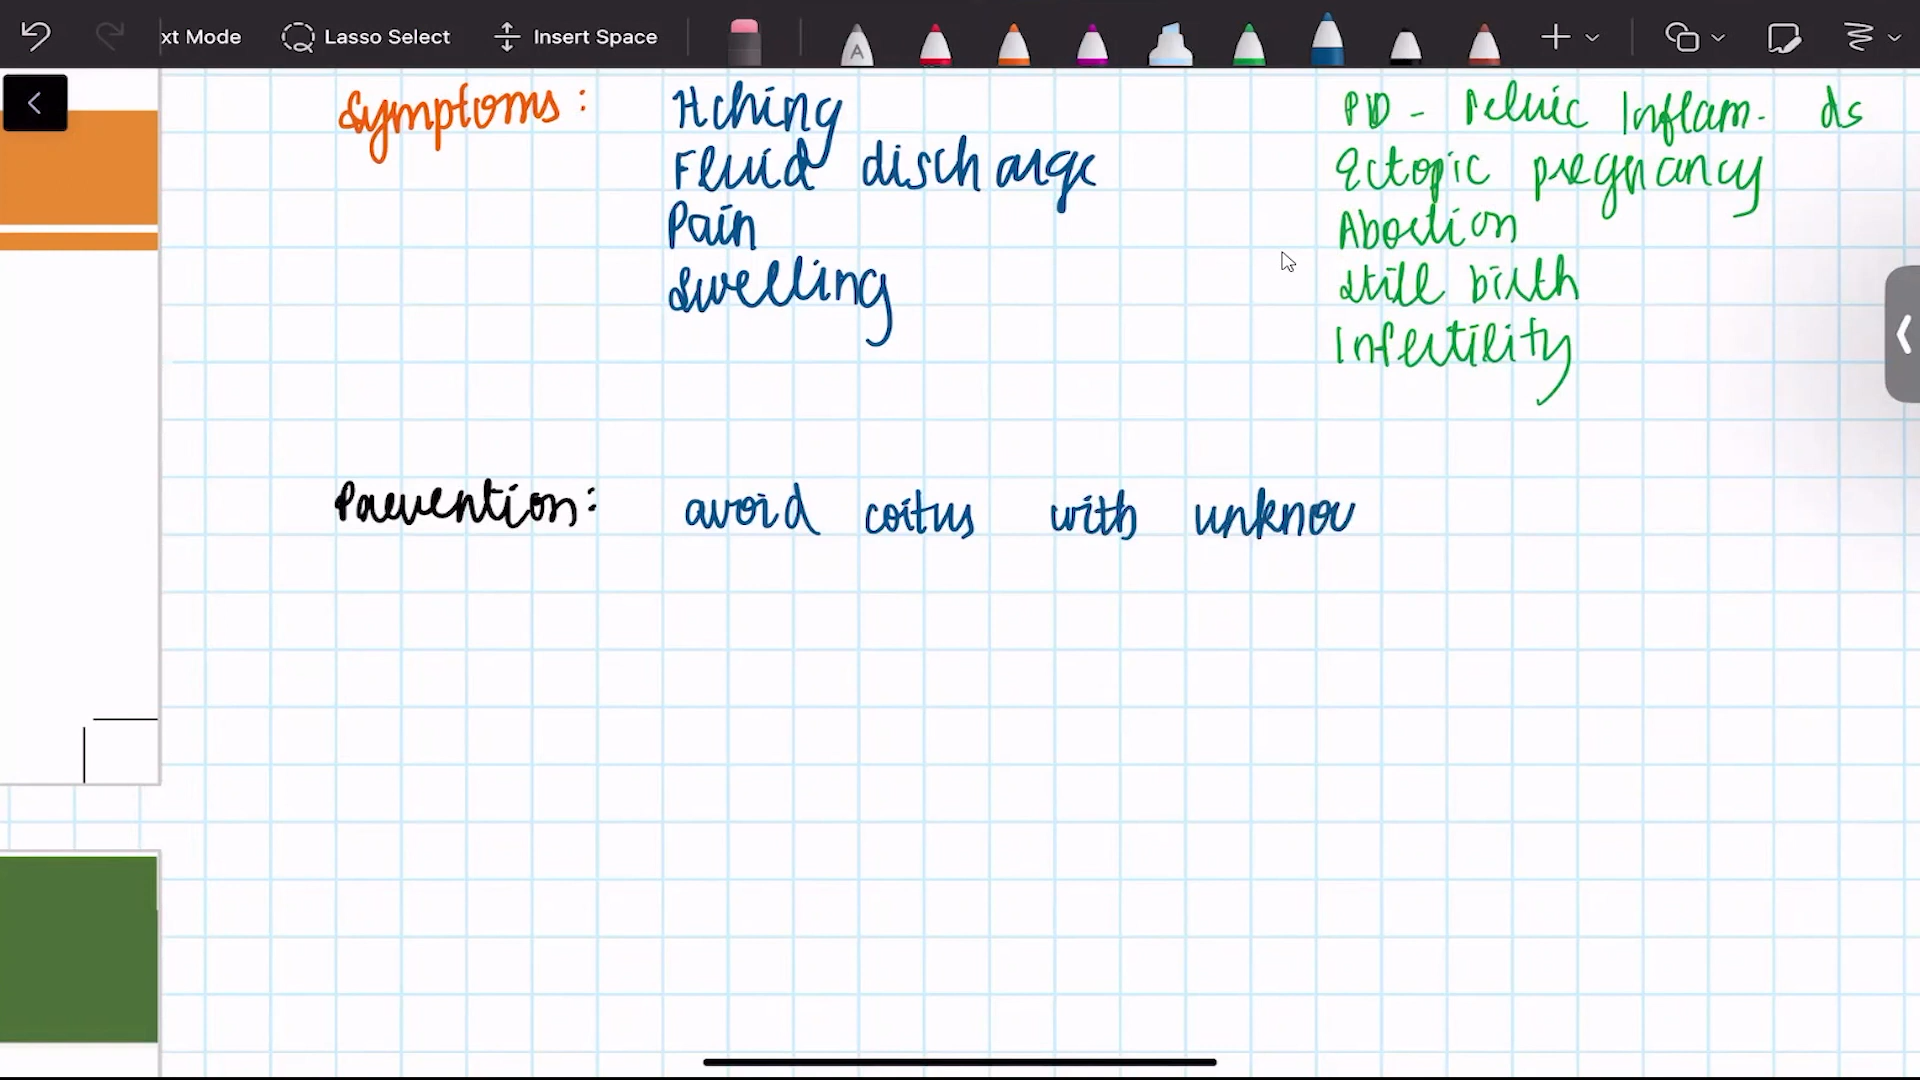 xt Mode Lasso Select Insert Space
A
Symptoms: Itching
Fluid discharge
Pain
Swelling
PID - Pelvic Inflam. ds
Ectopic pregnancy
Abortion
Still birth
Infertility
Prevention: avoid coitus with unknow